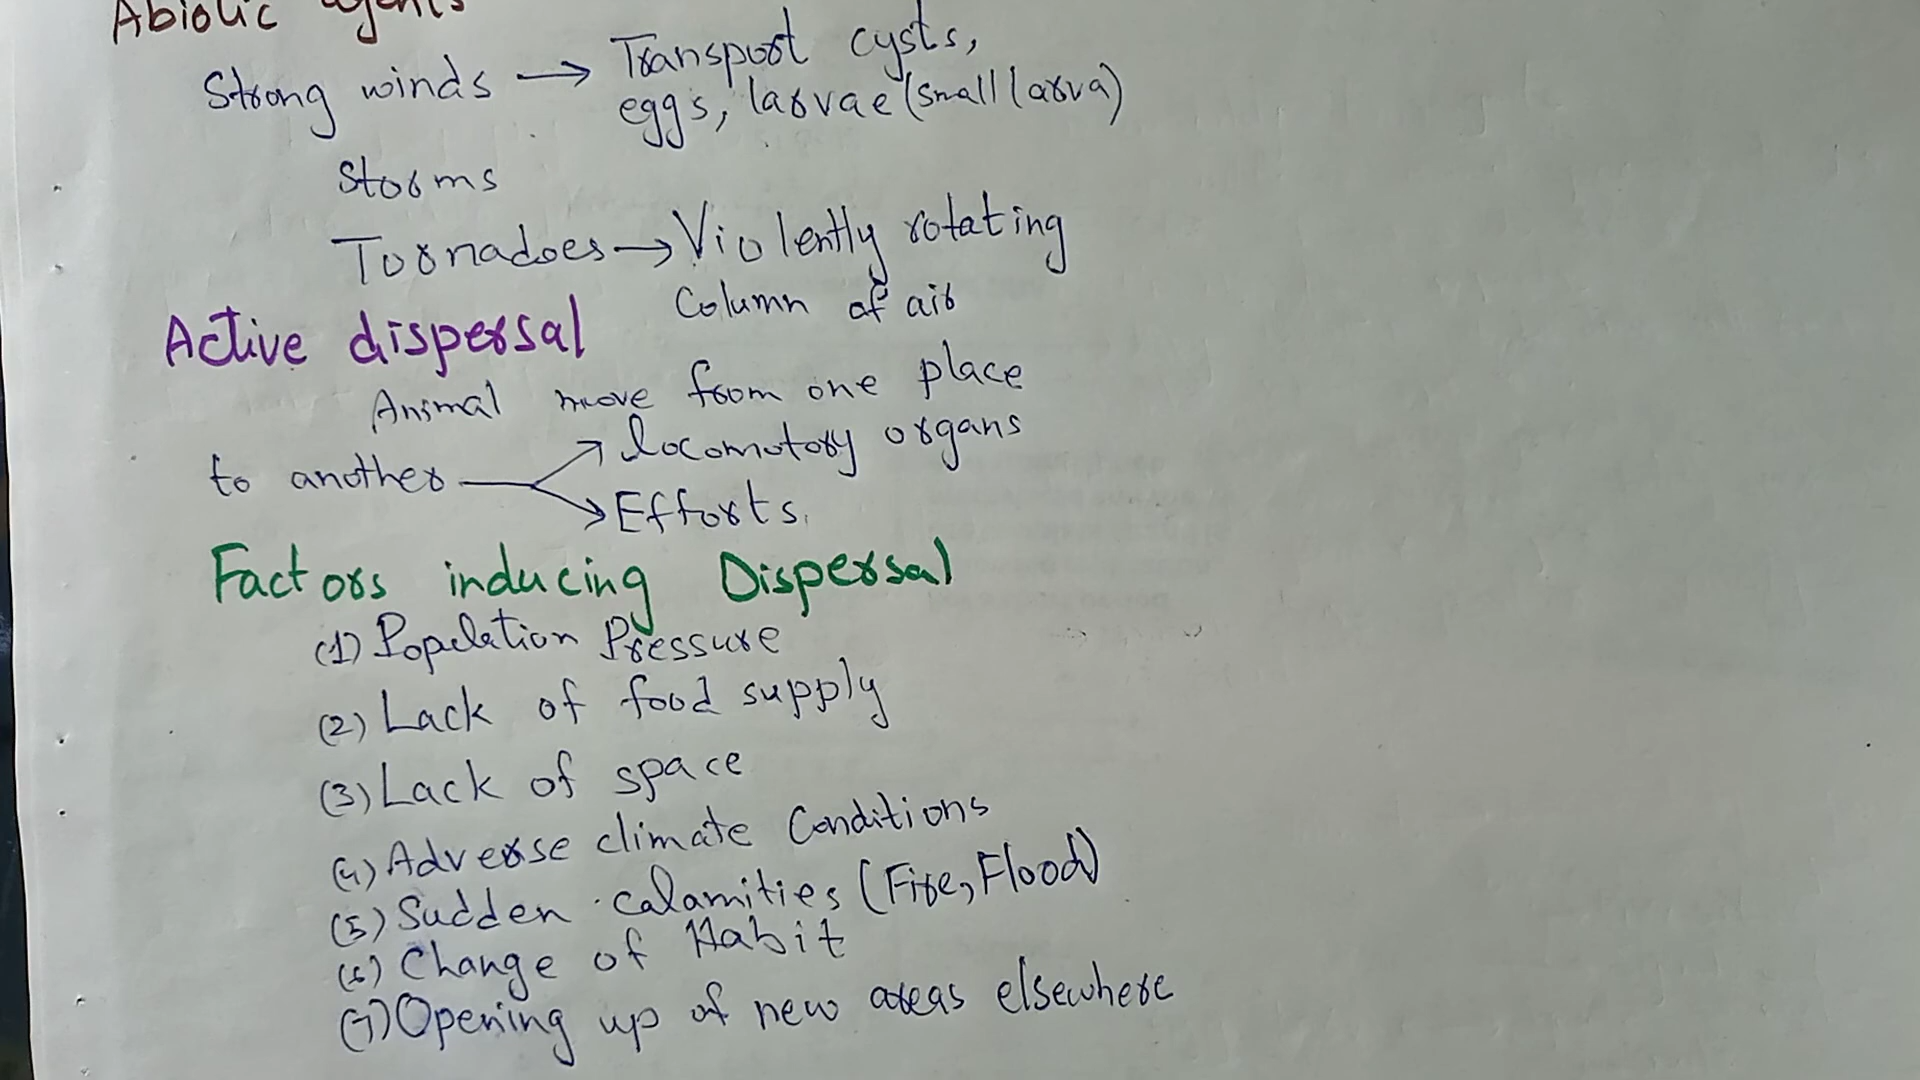 Abiotic agents
Strong winds → Transport cysts,
eggs, larvae (small larva)
Storms
Tornadoes → Violently rotating
Column of air
Active dispersal
Animal move from one place
to another → locomotory organs
→ Efforts.
Factors inducing Dispersal
(1) Population Pressure
(2) Lack of food supply
(3) Lack of space
(4) Adverse climate Conditions
(5) Sudden calamities (Fire, Flood)
(6) Change of Habit
(7) Opening up of new areas elsewhere